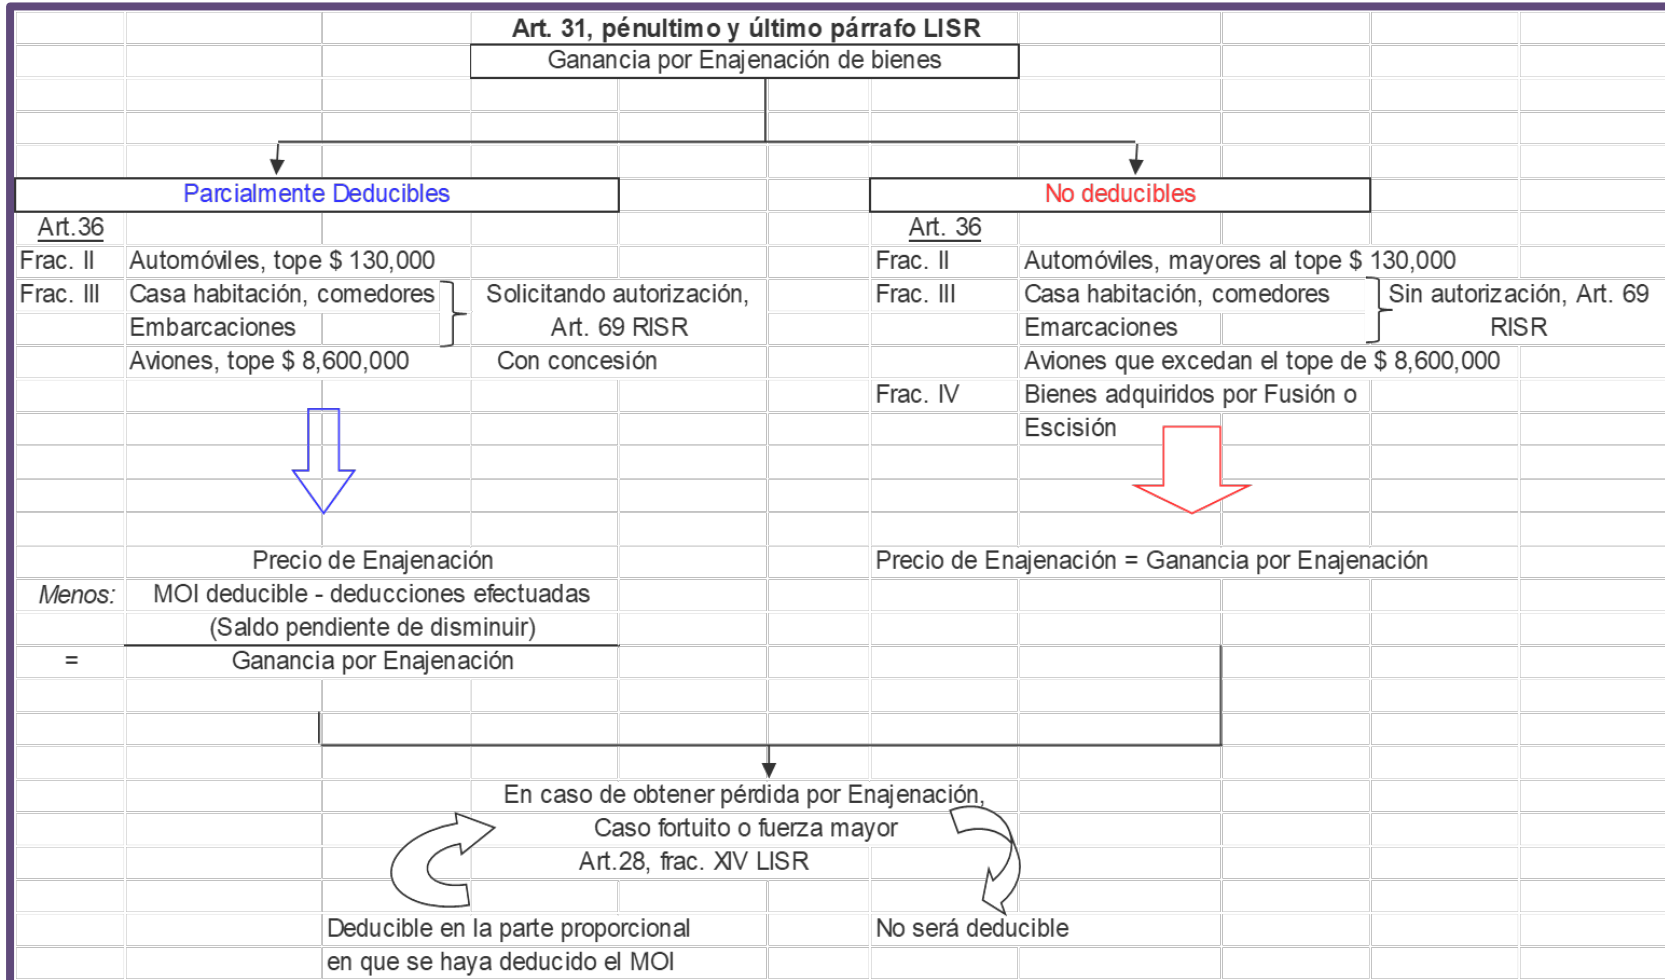 Art. 31, pénultimo y último párrafo LISR
Ganancia por Enajenación de bienes
Parcialmente Deducibles
Art.36
Frac. II Automóviles, tope $ 130,000
Frac. III Casa habitación, comedores
Embarcaciones
Solicitando autorización,
Art. 69 RISR
Aviones, tope $ 8,600,000 Con concesión
Precio de Enajenación
Menos: MOI deducible - deducciones efectuadas
(Saldo pendiente de disminuir)
= Ganancia por Enajenación
No deducibles
Art. 36
Frac. II Automóviles, mayores al tope $ 130,000
Frac. III Casa habitación, comedores
Emarcaciones
Sin autorización, Art. 69
RISR
Aviones que excedan el tope de $ 8,600,000
Frac. IV Bienes adquiridos por Fusión o
Escisión
Precio de Enajenación = Ganancia por Enajenación
En caso de obtener pérdida por Enajenación,
Caso fortuito o fuerza mayor
Art.28, frac. XIV LISR
Deducible en la parte proporcional
en que se haya deducido el MOI
No será deducible